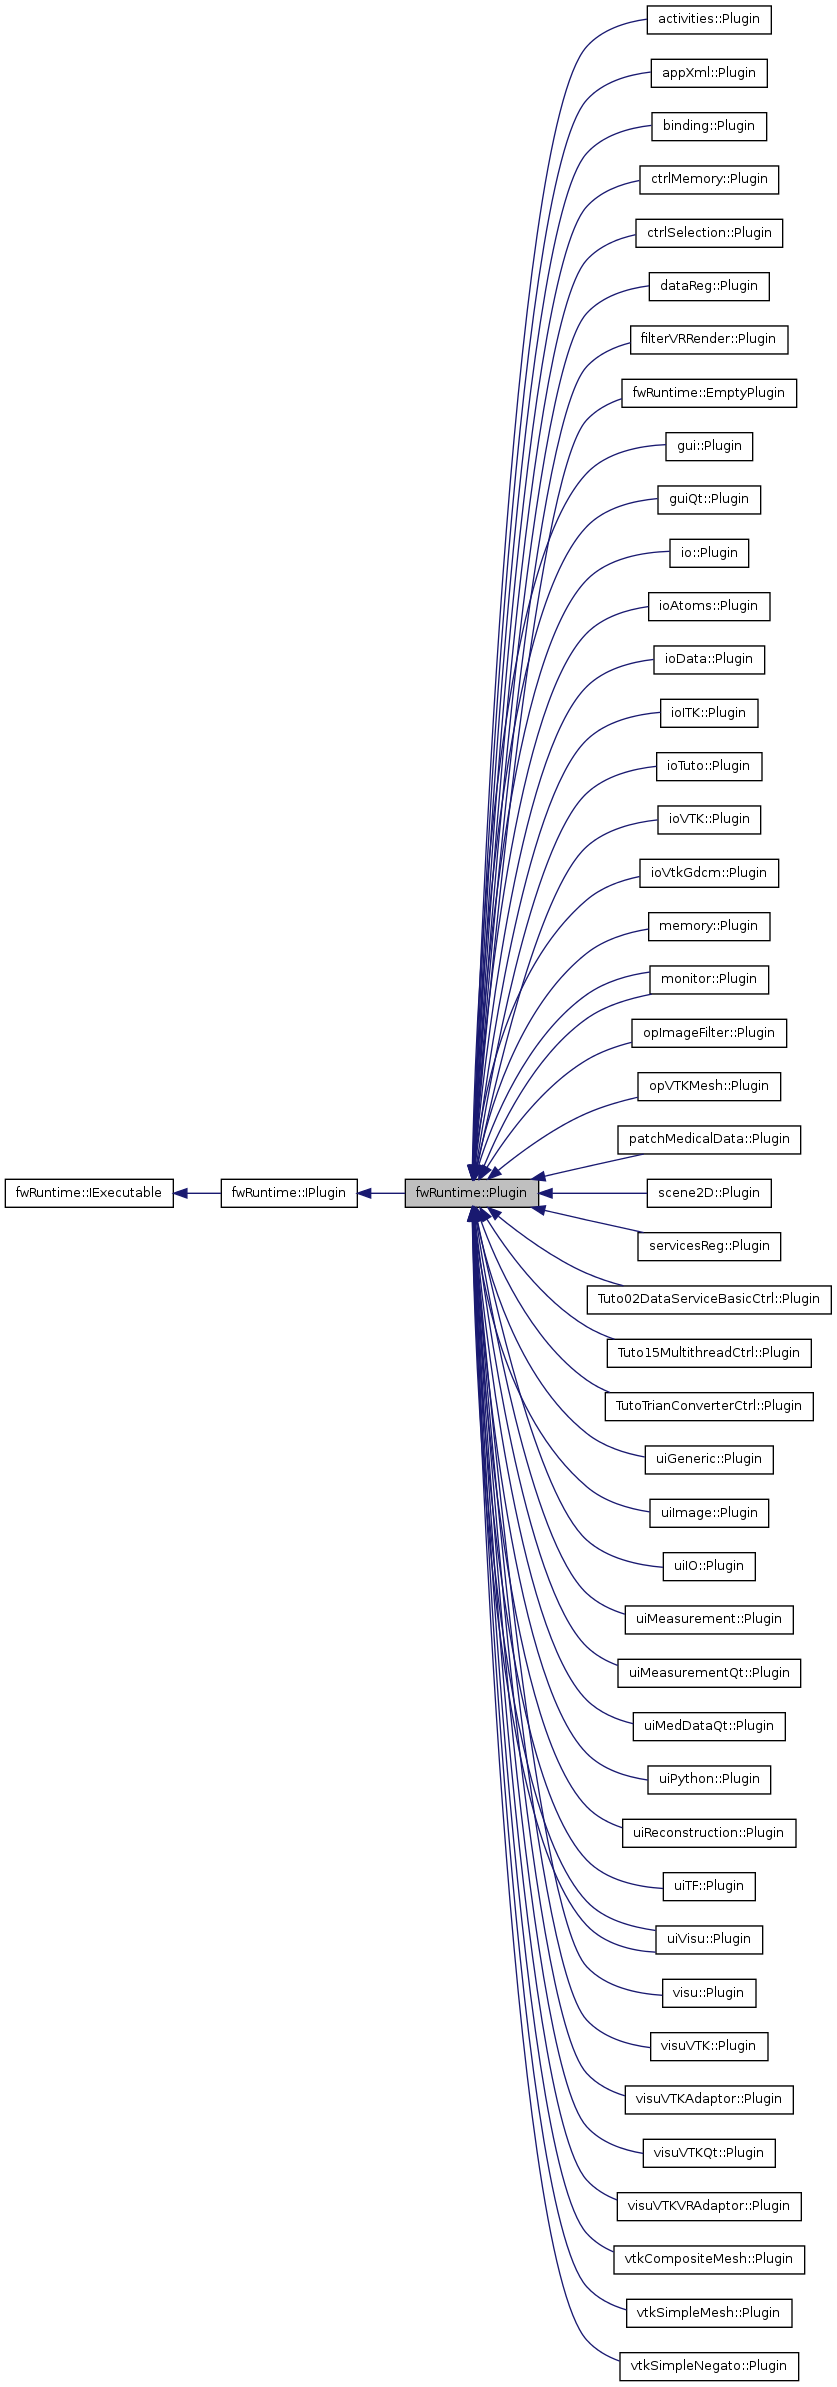 activities::Plugin
appXml::Plugin
binding::Plugin
ctrlMemory::Plugin
ctrlSelection::Plugin
dataReg::Plugin
filterVRRender::Plugin
fwRuntime::EmptyPlugin
gui::Plugin
guiQt::Plugin
io::Plugin
ioAtoms::Plugin
ioData::Plugin
ioITK::Plugin
ioTuto::Plugin
ioVTK::Plugin
ioVtkGdcm::Plugin
memory::Plugin
monitor::Plugin
opImageFilter::Plugin
opVTKMesh::Plugin
patchMedicalData::Plugin
fwRuntime::IExecutable
fwRuntime::IPlugin
fwRuntime::Plugin
scene2D::Plugin
servicesReg::Plugin
Tuto02DataServiceBasicCtrl::Plugin
Tuto15MultithreadCtrl::Plugin
TutoTrianConverterCtrl::Plugin
uiGeneric::Plugin
uiImage::Plugin
uiIO::Plugin
uiMeasurement::Plugin
uiMeasurementQt::Plugin
uiMedDataQt::Plugin
uiPython::Plugin
uiReconstruction::Plugin
uiTF::Plugin
uiVisu::Plugin
visu::Plugin
visuVTK::Plugin
visuVTKAdaptor::Plugin
visuVTKQt::Plugin
visuVTKVRAdaptor::Plugin
vtkCompositeMesh::Plugin
vtkSimpleMesh::Plugin
vtkSimpleNegato::Plugin